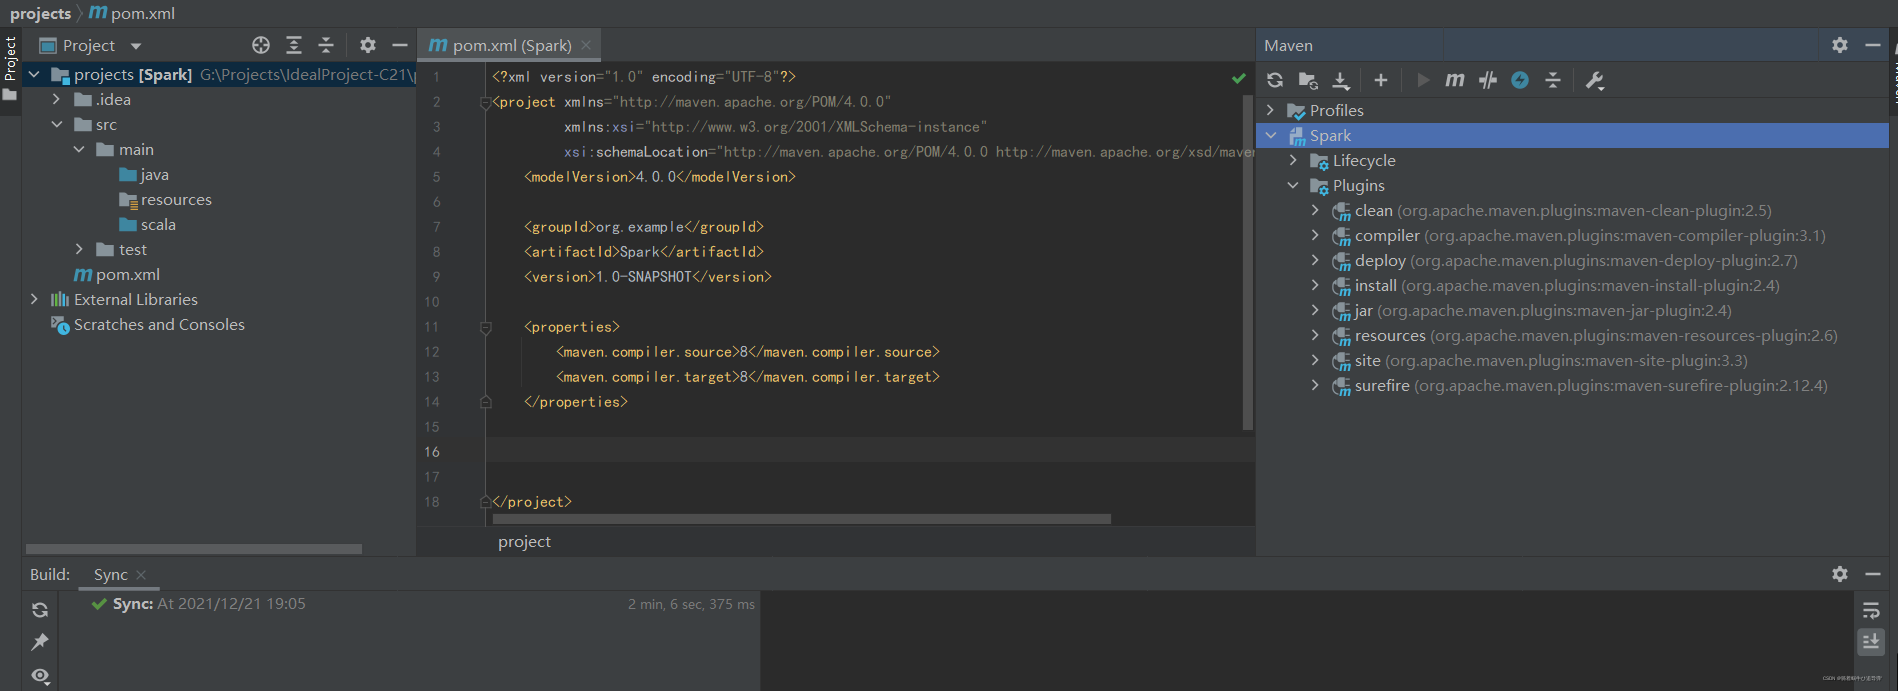 projects
pom.xml
Project
Project
projects [Spark] G:\Projects\IdealProject-C21\
.idea
src
main
java
resources
scala
test
pom.xml
External Libraries
Scratches and Consoles
pom.xml (Spark)
1 <?xml version="1.0" encoding="UTF-8"?>
2 <project xmlns="http://maven.apache.org/POM/4.0.0"
3 xmlns:xsi="http://www.w3.org/2001/XMLSchema-instance"
4 xsi:schemaLocation="http://maven.apache.org/POM/4.0.0 http://maven.apache.org/xsd/maven
5 <modelVersion>4.0.0</modelVersion>
6
7 <groupId>org.example</groupId>
8 <artifactId>Spark</artifactId>
9 <version>1.0-SNAPSHOT</version>
10
11 <properties>
12 <maven.compiler.source>8</maven.compiler.source>
13 <maven.compiler.target>8</maven.compiler.target>
14 </properties>
15
16
17
18 </project>
project
Maven
Profiles
Spark
Lifecycle
Plugins
clean (org.apache.maven.plugins:maven-clean-plugin:2.5)
compiler (org.apache.maven.plugins:maven-compiler-plugin:3.1)
deploy (org.apache.maven.plugins:maven-deploy-plugin:2.7)
install (org.apache.maven.plugins:maven-install-plugin:2.4)
jar (org.apache.maven.plugins:maven-jar-plugin:2.4)
resources (org.apache.maven.plugins:maven-resources-plugin:2.6)
site (org.apache.maven.plugins:maven-site-plugin:3.3)
surefire (org.apache.maven.plugins:maven-surefire-plugin:2.12.4)
Build:
Sync
Sync: At 2021/12/21 19:05
2 min, 6 sec, 375 ms
CSDN